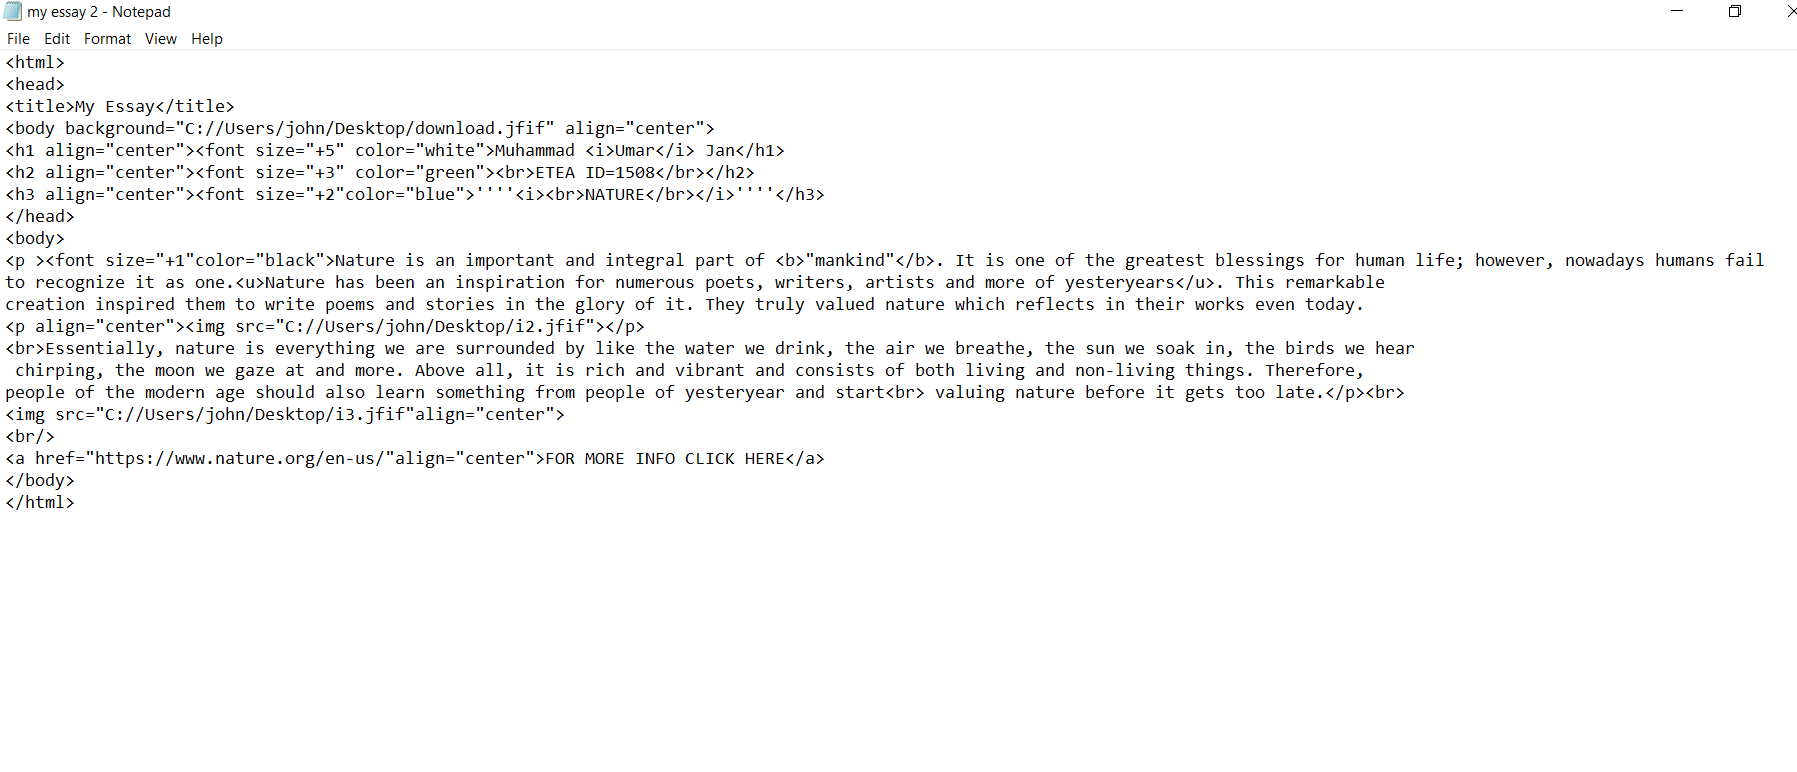 my essay 2 - Notepad
File Edit Format View Help
<html>
<head>
<title>My Essay</title>
<body background="C://Users/john/Desktop/download.jfif" align="center">
<h1 align="center"><font size="+5" color="white">Muhammad <i>Umar</i> Jan</h1>
<h2 align="center"><font size="+3" color="green"><br>ETEA ID=1508</br></h2>
<h3 align="center"><font size="+2"color="blue">''''<i><br>NATURE</br></i>''''</h3>
</head>
<body>
<p ><font size="+1"color="black">Nature is an important and integral part of <b>"mankind"</b>. It is one of the greatest blessings for human life; however, nowadays humans fail
to recognize it as one.<u>Nature has been an inspiration for numerous poets, writers, artists and more of yesteryears</u>. This remarkable
creation inspired them to write poems and stories in the glory of it. They truly valued nature which reflects in their works even today.
<p align="center"><img src="C://Users/john/Desktop/i2.jfif"></p>
<br>Essentially, nature is everything we are surrounded by like the water we drink, the air we breathe, the sun we soak in, the birds we hear
 chirping, the moon we gaze at and more. Above all, it is rich and vibrant and consists of both living and non-living things. Therefore,
people of the modern age should also learn something from people of yesteryear and start<br> valuing nature before it gets too late.</p><br>
<img src="C://Users/john/Desktop/i3.jfif"align="center">
<br/>
<a href="https://www.nature.org/en-us/"align="center">FOR MORE INFO CLICK HERE</a>
</body>
</html>